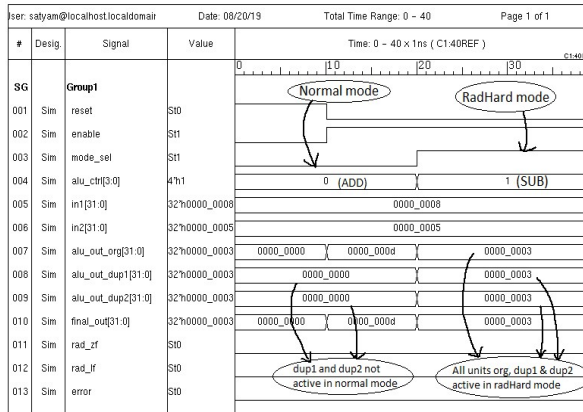 User: satyam@localhost.localdomair Date: 08/20/19 Total Time Range: 0 - 40 Page 1 of 1
# Desig. Signal Value Time: 0 - 40 x 1ns ( C1:40REF )
C1:40
0 10 20 30
SG Group1
Normal mode
RadHard mode
001 Sim reset St0
002 Sim enable St1
003 Sim mode_sel St1
004 Sim alu_ctrl[3:0] 4'h1 0 (ADD) 1 (SUB)
005 Sim in1[31:0] 32'h0000_0008 0000_0008
006 Sim in2[31:0] 32'h0000_0005 0000_0005
007 Sim alu_out_org[31:0] 32'h0000_0003 0000_0000 0000_000d 0000_0003
008 Sim alu_out_dup1[31:0] 32'h0000_0003 0000_0000 0000_0003
009 Sim alu_out_dup2[31:0] 32'h0000_0003 0000_0000 0000_0003
010 Sim final_out[31:0] 32'h0000_0003 0000_0000 0000_000d 0000_0003
011 Sim rad_zf St0
012 Sim rad_lf St0
013 Sim error St0
dup1 and dup2 not
active in normal mode
All units org, dup1 & dup2
active in radHard mode